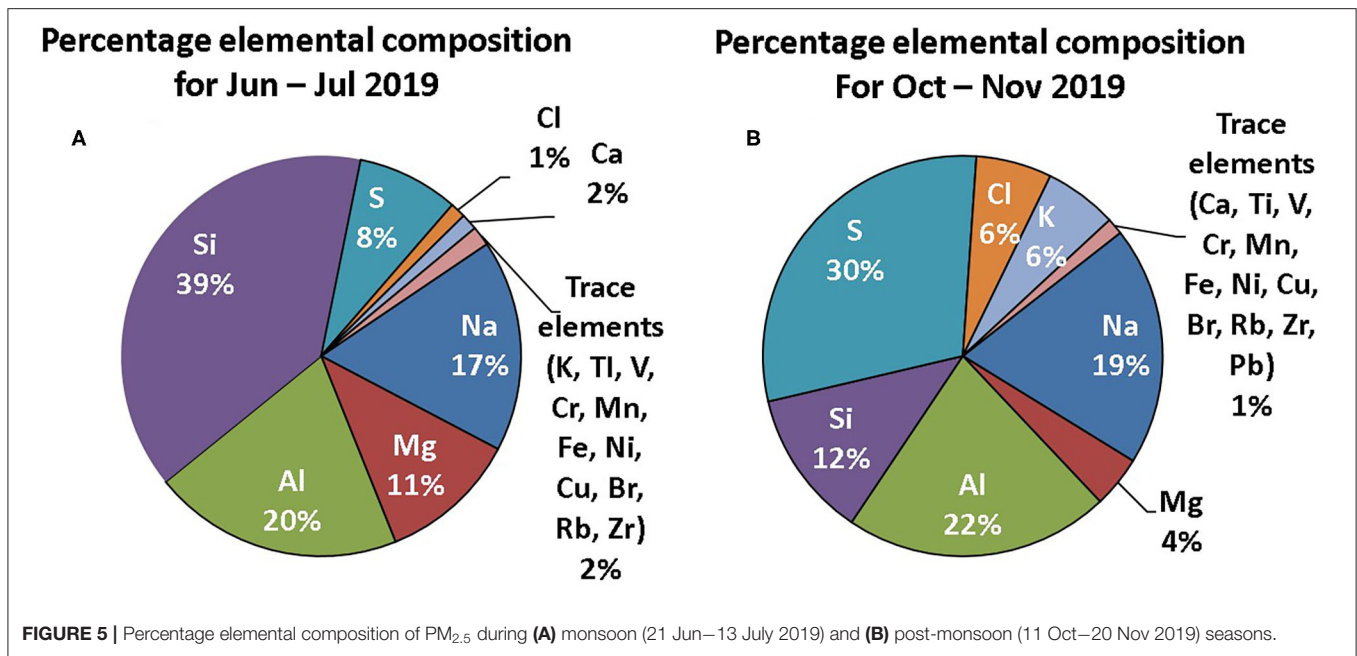 Percentage elemental composition
for Jun – Jul 2019
A
Cl
1%
Ca
2%
S
8%
Si
39%
Na
17%
Trace
elements
(K, TI, V,
Cr, Mn,
Fe, Ni,
Cu, Br,
Rb, Zr)
2%
Mg
11%
Al
20%
Percentage elemental composition
For Oct – Nov 2019
B
Trace
elements
(Ca, Ti, V,
Cr, Mn,
Fe, Ni, Cu,
Br, Rb, Zr,
Pb)
1%
Cl
6%
K
6%
S
30%
Na
19%
Si
12%
Al
22%
Mg
4%
FIGURE 5 | Percentage elemental composition of PM2.5 during (A) monsoon (21 Jun–13 July 2019) and (B) post-monsoon (11 Oct–20 Nov 2019) seasons.